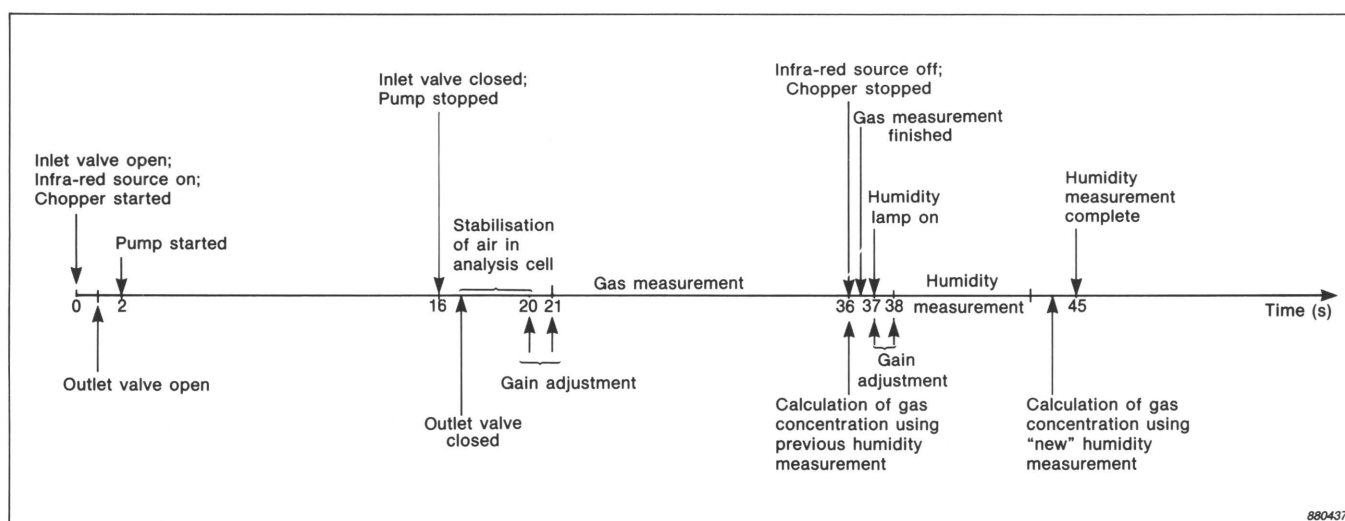 Inlet valve open;
Infra-red source on;
Chopper started
Pump started
Inlet valve closed;
Pump stopped
Stabilisation
of air in
analysis cell
Gas measurement
Infra-red source off;
Chopper stopped
Gas measurement
finished
Humidity
lamp on
Humidity
measurement
Humidity
measurement
complete
0
2
16
20
21
36
37
38
45
Time (s)
Outlet valve open
Outlet valve
closed
Gain adjustment
Calculation of gas
concentration using
previous humidity
measurement
Gain
adjustment
Calculation of gas
concentration using
“new” humidity
measurement
880437